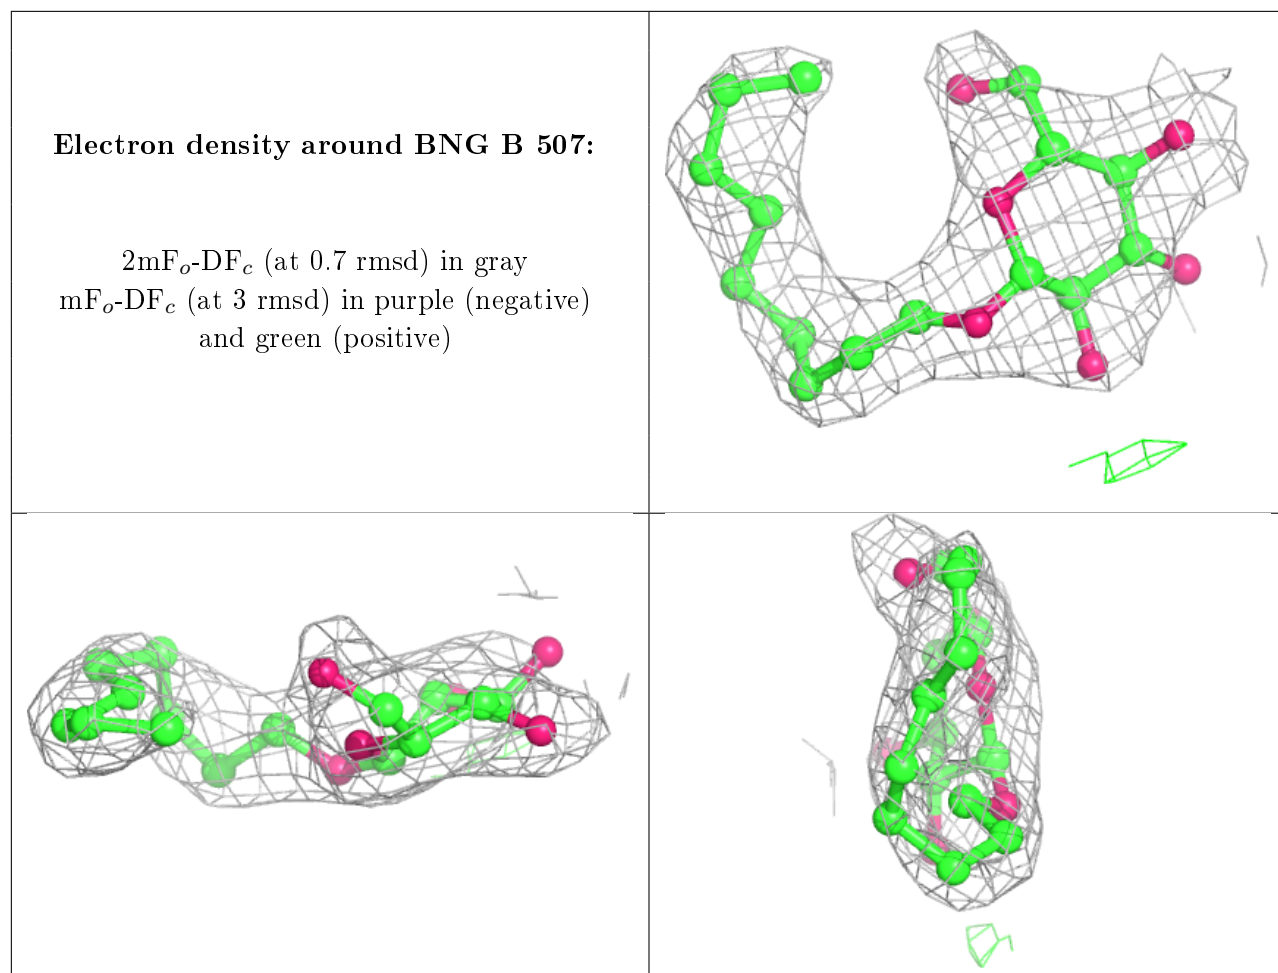 Electron density around BNG B 507:
2mFo-DFc (at 0.7 rmsd) in gray
mFo-DFc (at 3 rmsd) in purple (negative)
and green (positive)